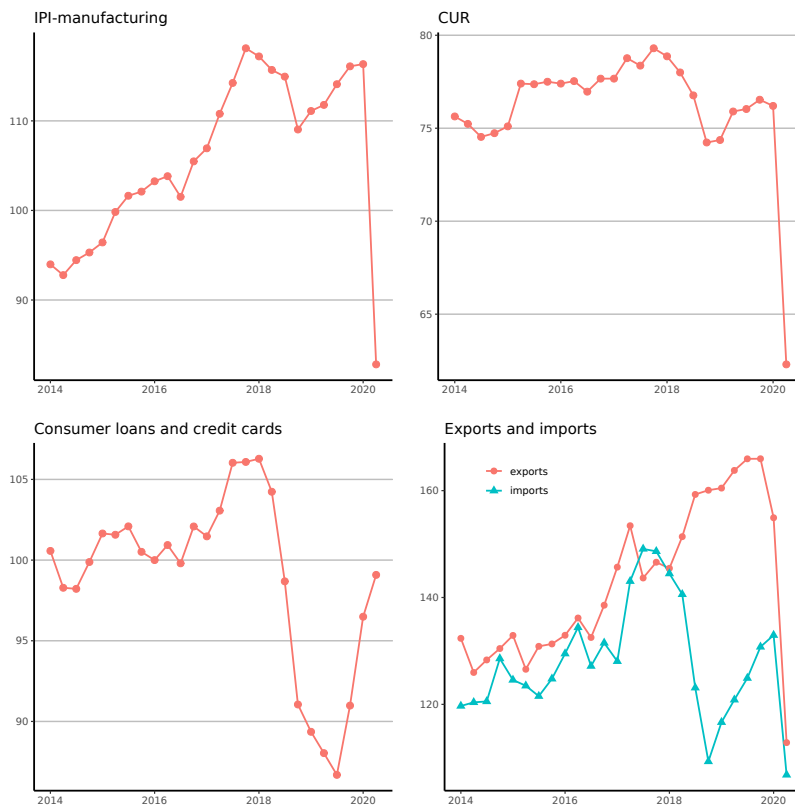 IPI-manufacturing
110
100
90
2014 2016 2018 2020
CUR
80
75
70
65
2014 2016 2018 2020
Consumer loans and credit cards
105
100
95
90
2014 2016 2018 2020
Exports and imports
exports
imports
160
140
120
2014 2016 2018 2020